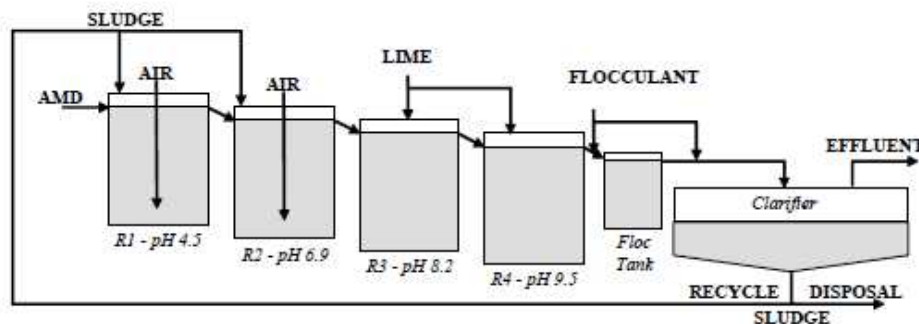 SLUDGE
LIME
FLOCCULANT
AMD
AIR
AIR
EFFLUENT
Clarifier
R1 - pH 4.5
R2 - pH 6.9
R3 - pH 8.2
R4 - pH 9.5
Floc
Tank
RECYCLE
DISPOSAL
SLUDGE